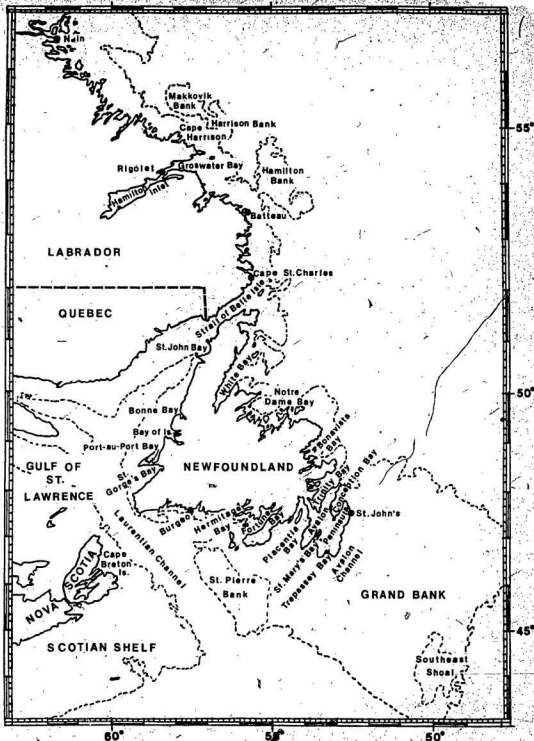 Nain
Makkovik
Bank
Cape
Harrison
Harrison Bank
55°
Rigolet
Groswater Bay
Hamilton
Inlet
Hamilton
Bank
Batteau
LABRADOR
Cape St. Charles
QUEBEC
Strait of Belle Isle
St. John Bay
White Bay
Notre
Dame Bay
50°
Bonne Bay
Bay of Is.
Port-au-Port Bay
Bonavista
Bay
NEWFOUNDLAND
GULF OF
ST.
LAWRENCE
St.
Gorge's Bay
Trinity Bay
Conception Bay
St. John's
Burgeo
Hermitage
Bay
Fortune
Bay
Placentia
Bay
Avalon
Peninsula
St. Mary's Bay
Trepassey Bay
Avalon
Channel
Laurentian Channel
Cape
Breton
Is.
NOVA SCOTIA
St. Pierre
Bank
GRAND BANK
45°
SCOTIAN SHELF
Southeast
Shoal
60°
55°
50°